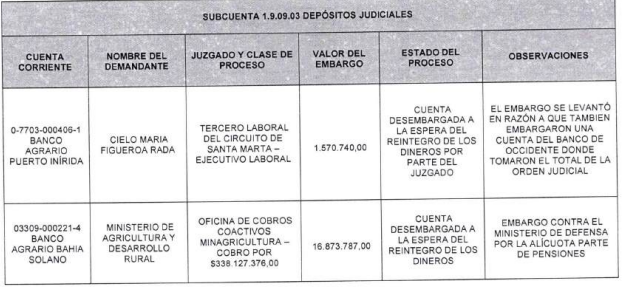 SUBCUENTA 1.9.09.03 DEPÓSITOS JUDICIALES
CUENTA
CORRIENTE
NOMBRE DEL
DEMANDANTE
JUZGADO Y CLASE DE
PROCESO
VALOR DEL
EMBARGO
ESTADO DEL
PROCESO
OBSERVACIONES
0-7703-000406-1
BANCO
AGRARIO
PUERTO INÍRIDA
CIELO MARIA
FIGUEROA RADA
TERCERO LABORAL
DEL CIRCUITO DE
SANTA MARTA –
EJECUTIVO LABORAL
1.570.740,00
CUENTA
DESEMBARGADA A
LA ESPERA DEL
REINTEGRO DE LOS
DINEROS POR
PARTE DEL
JUZGADO
EL EMBARGO SE LEVANTÓ
EN RAZÓN A QUE TAMBIEN
EMBARGARON UNA
CUENTA DEL BANCO DE
OCCIDENTE DONDE
TOMARON EL TOTAL DE LA
ORDEN JUDICIAL
03309-000221-4
BANCO
AGRARIO BAHIA
SOLANO
MINISTERIO DE
AGRICULTURA Y
DESARROLLO
RURAL
OFICINA DE COBROS
COACTIVOS
MINAGRICULTURA –
COBRO POR
$338.127.376,00
16.873.787,00
CUENTA
DESEMBARGADA A
LA ESPERA DEL
REINTEGRO DE LOS
DINEROS
EMBARGO CONTRA EL
MINISTERIO DE DEFENSA
POR LA ALÍCUOTA PARTE
DE PENSIONES